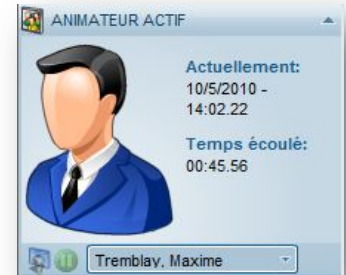 ANIMATEUR ACTIF
Actuellement:
10/5/2010 -
14:02.22
Temps écoulé:
00:45.56
Tremblay, Maxime